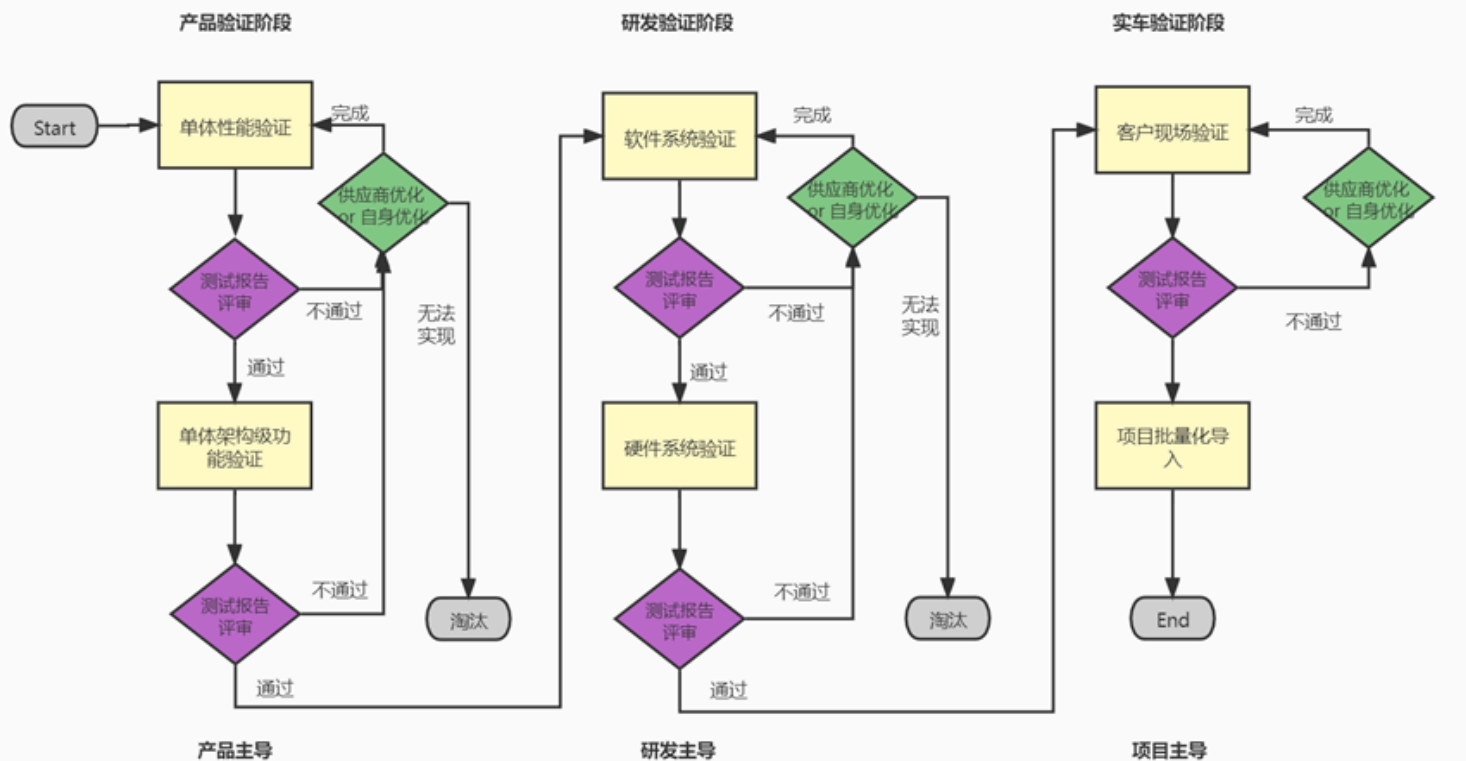 产品验证阶段
研发验证阶段
实车验证阶段
Start
单体性能验证
完成
供应商优化
or 自身优化
测试报告
评审
不通过
无法
实现
通过
单体架构级功
能验证
测试报告
评审
不通过
淘汰
通过
产品主导
软件系统验证
完成
供应商优化
or 自身优化
测试报告
评审
不通过
无法
实现
通过
硬件系统验证
测试报告
评审
不通过
淘汰
通过
研发主导
客户现场验证
完成
供应商优化
or 自身优化
测试报告
评审
不通过
项目批量化导
入
End
项目主导